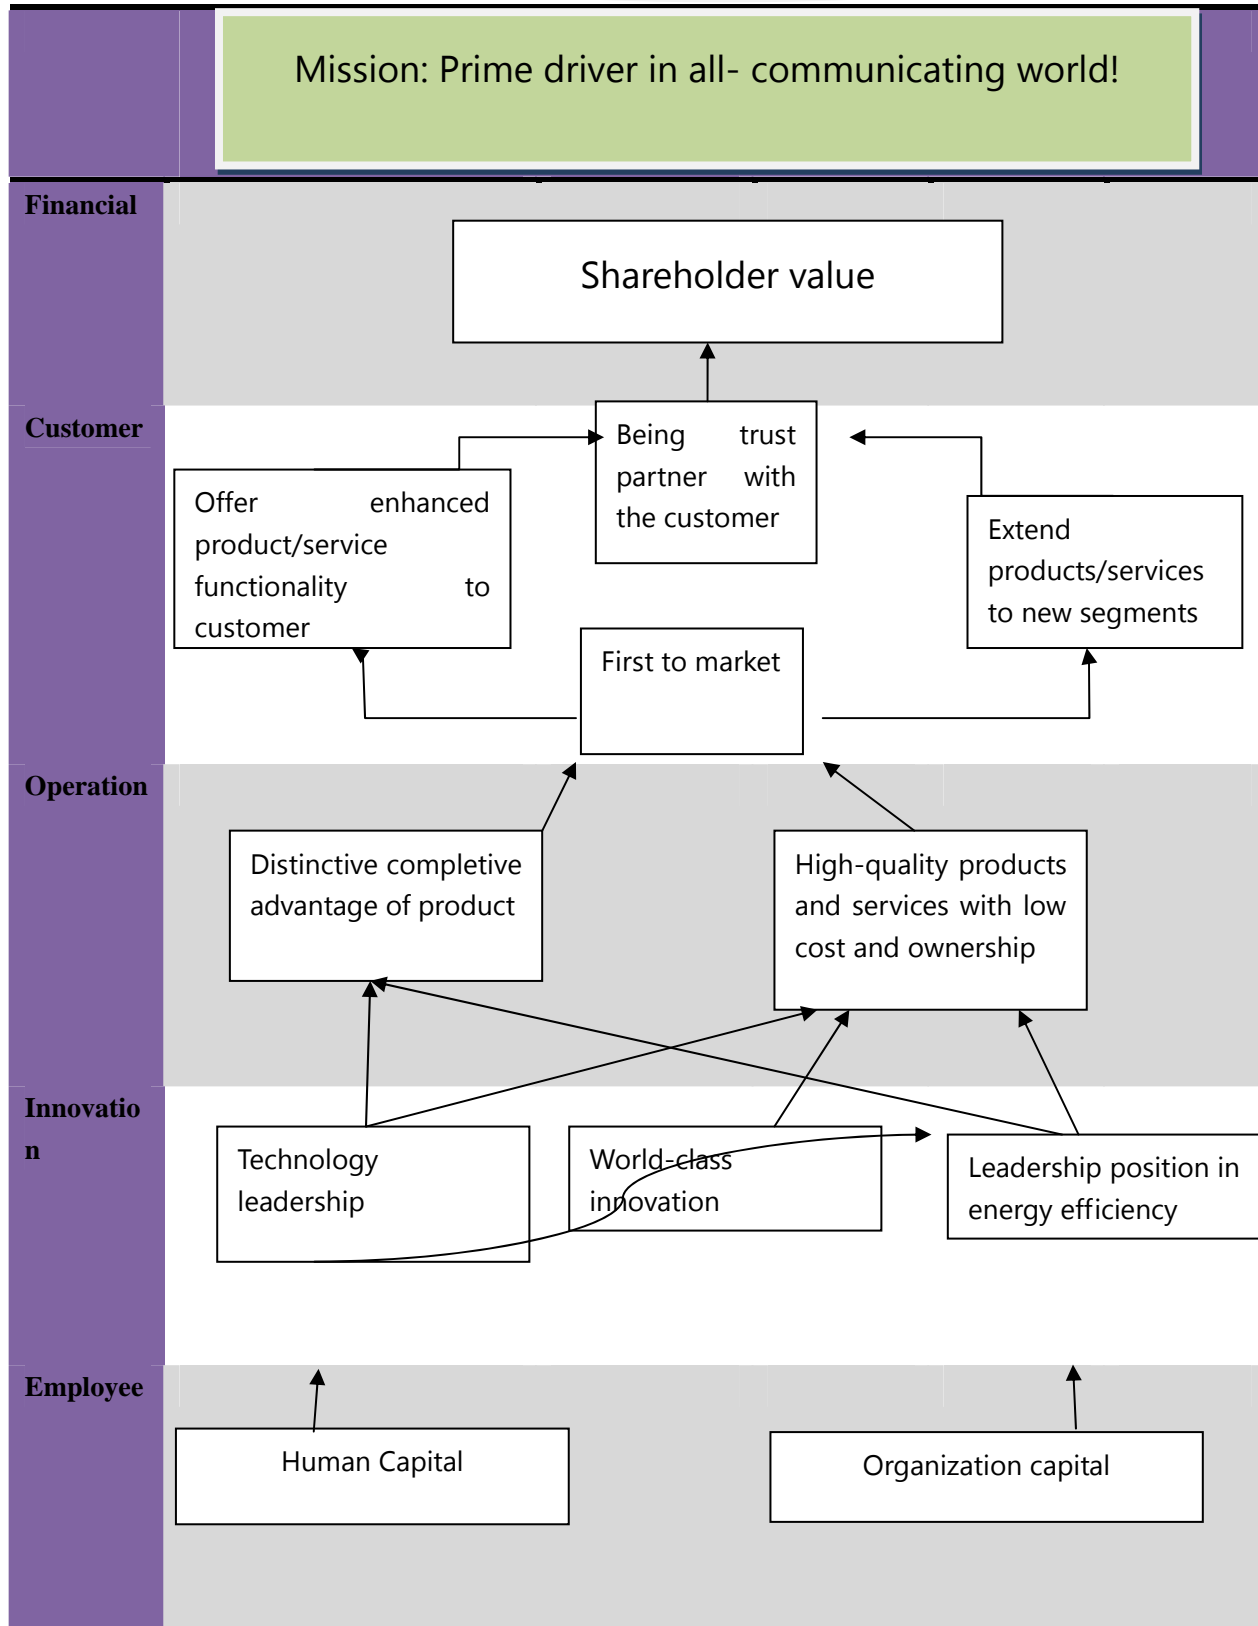 Mission: Prime driver in all- communicating world!
Financial
Shareholder value
Customer
Being trust
partner with
the customer
Offer enhanced
product/service
functionality to
customer
Extend
products/services
to new segments
First to market
Operation
Distinctive completive
advantage of product
High-quality products
and services with low
cost and ownership
Innovatio
n
Technology
leadership
World-class
innovation
Leadership position in
energy efficiency
Employee
Human Capital
Organization capital